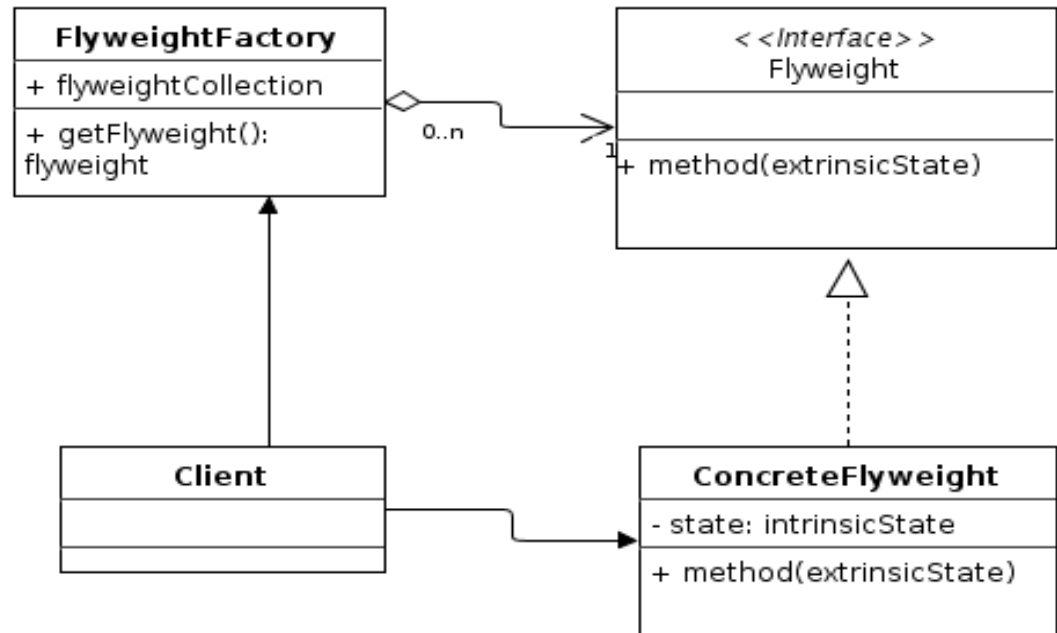 FlyweightFactory
+ flyweightCollection
+ getFlyweight():
flyweight
0..n
1
<<Interface>>
Flyweight
+ method(extrinsicState)
Client
ConcreteFlyweight
- state: intrinsicState
+ method(extrinsicState)